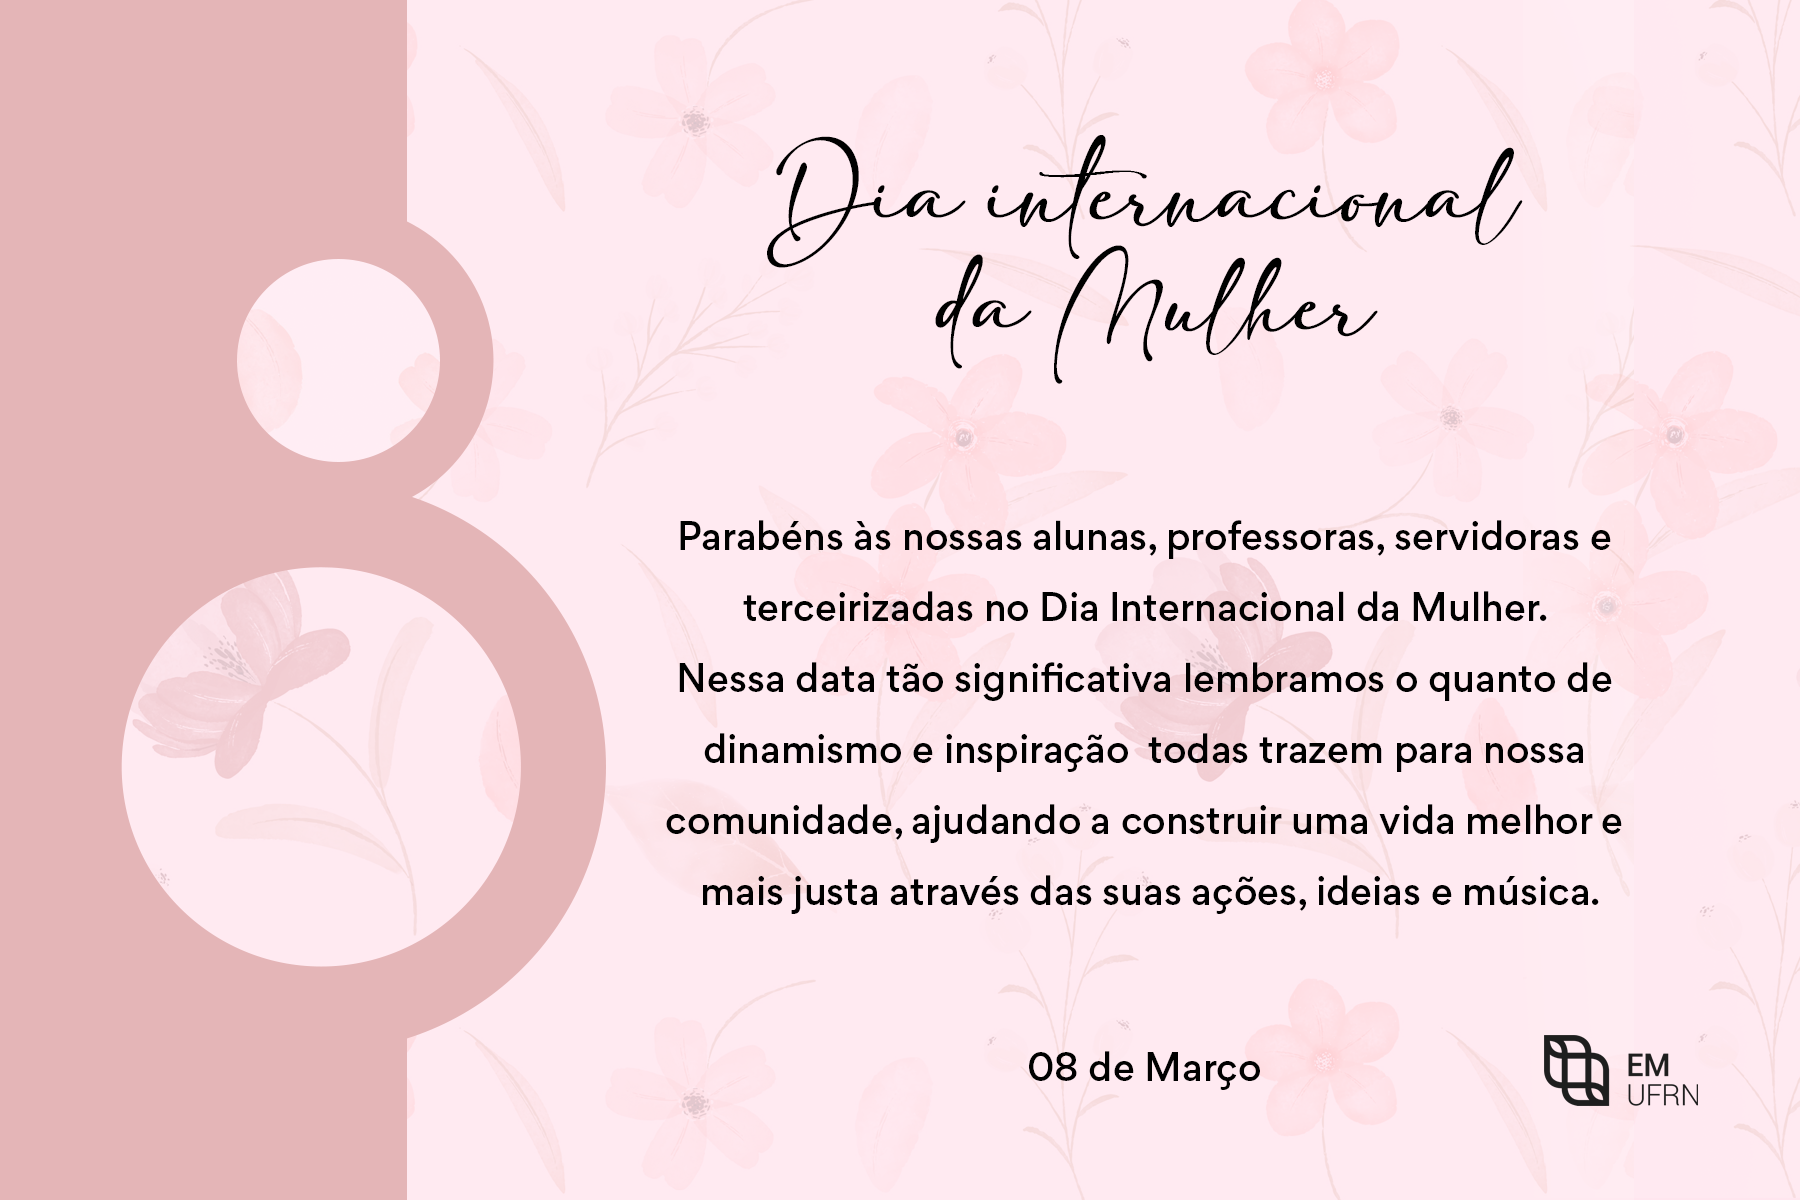 Dia internacional
da Mulher
Parabéns às nossas alunas, professoras, servidoras e
terceirizadas no Dia Internacional da Mulher.
Nessa data tão significativa lembramos o quanto de
dinamismo e inspiração  todas trazem para nossa
comunidade, ajudando a construir uma vida melhor e
mais justa através das suas ações, ideias e música.
08 de Março
EM
UFRN